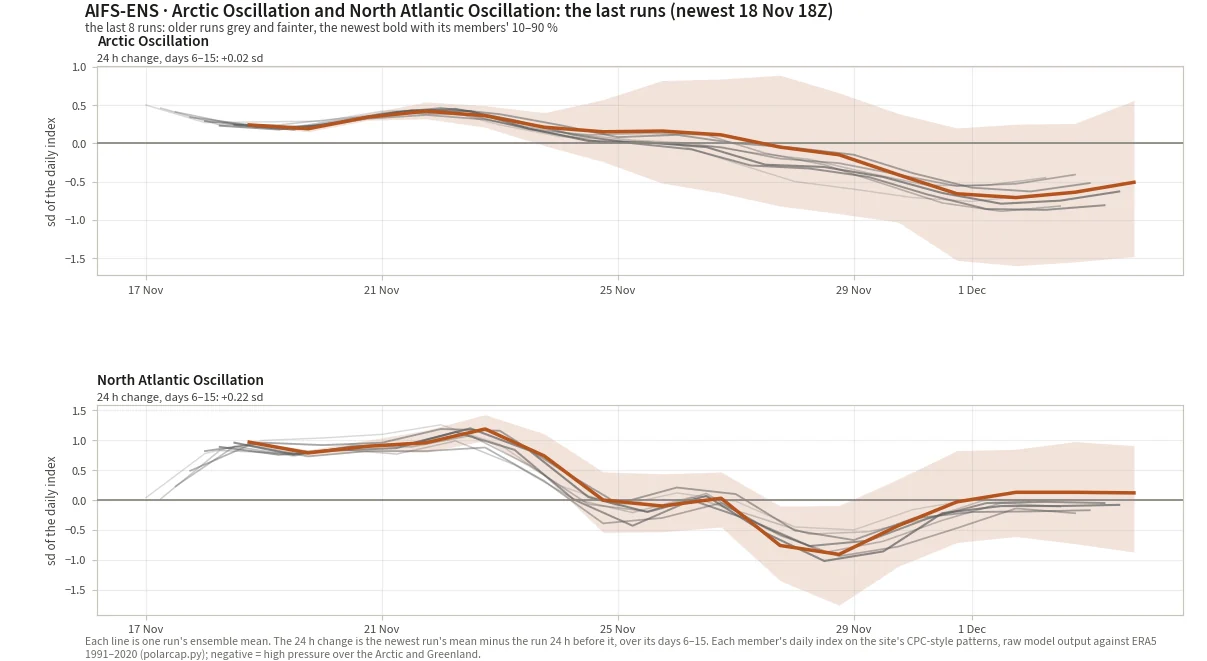 AIFS-ENS · Arctic Oscillation and North Atlantic Oscillation: the last runs (newest 18 Nov 18Z)
the last 8 runs: older runs grey and fainter, the newest bold with its members' 10–90 %
Arctic Oscillation
24 h change, days 6–15: +0.02 sd
1.0
0.5
0.0
−0.5
−1.0
−1.5
sd of the daily index
17 Nov 21 Nov 25 Nov 29 Nov 1 Dec
North Atlantic Oscillation
24 h change, days 6–15: +0.22 sd
1.5
1.0
0.5
0.0
−0.5
−1.0
−1.5
sd of the daily index
17 Nov 21 Nov 25 Nov 29 Nov 1 Dec
Each line is one run's ensemble mean. The 24 h change is the newest run's mean minus the run 24 h before it, over its days 6–15. Each member's daily index on the site's CPC-style patterns, raw model output against ERA5
1991–2020 (polarcap.py); negative = high pressure over the Arctic and Greenland.